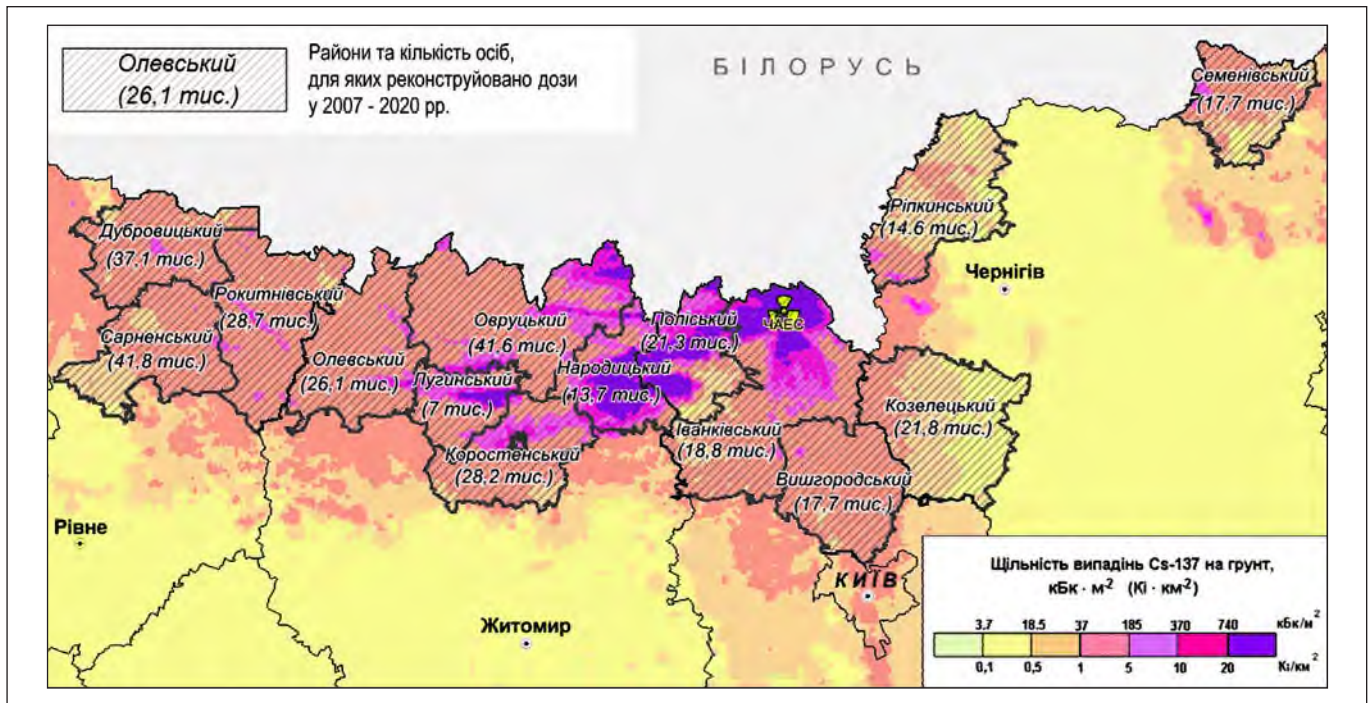 Олевський
(26,1 тис.)
Райони та кількість осіб,
для яких реконструйовано дози
у 2007 - 2020 рр.
БІЛОРУСЬ
Семенівський
(17,7 тис.)
Ріпкинський
(14.6 тис.)
Чернігів
Дубровицький
(37,1 тис.)
Рокитнівський
(28,7 тис.)
Сарненський
(41,8 тис.)
Олевський
(26,1 тис.)
Овруцький
(41.6 тис.)
Лугинський
(7 тис.)
Народицький
(13,7 тис.)
Поліський
(21,3 тис.)
ЧАЕС
Коростенський
(28,2 тис.)
Іванківський
(18,8 тис.)
Вишгородський
(17,7 тис.)
Козелецький
(21,8 тис.)
Рівне
Житомир
КИЇВ
Щільність випадінь Cs-137 на грунт,
кБк · м² (Кі · км²)
3.7 18.5 37 185 370 740 кБк/м²
0,1 0,5 1 5 10 20 Кі/км²